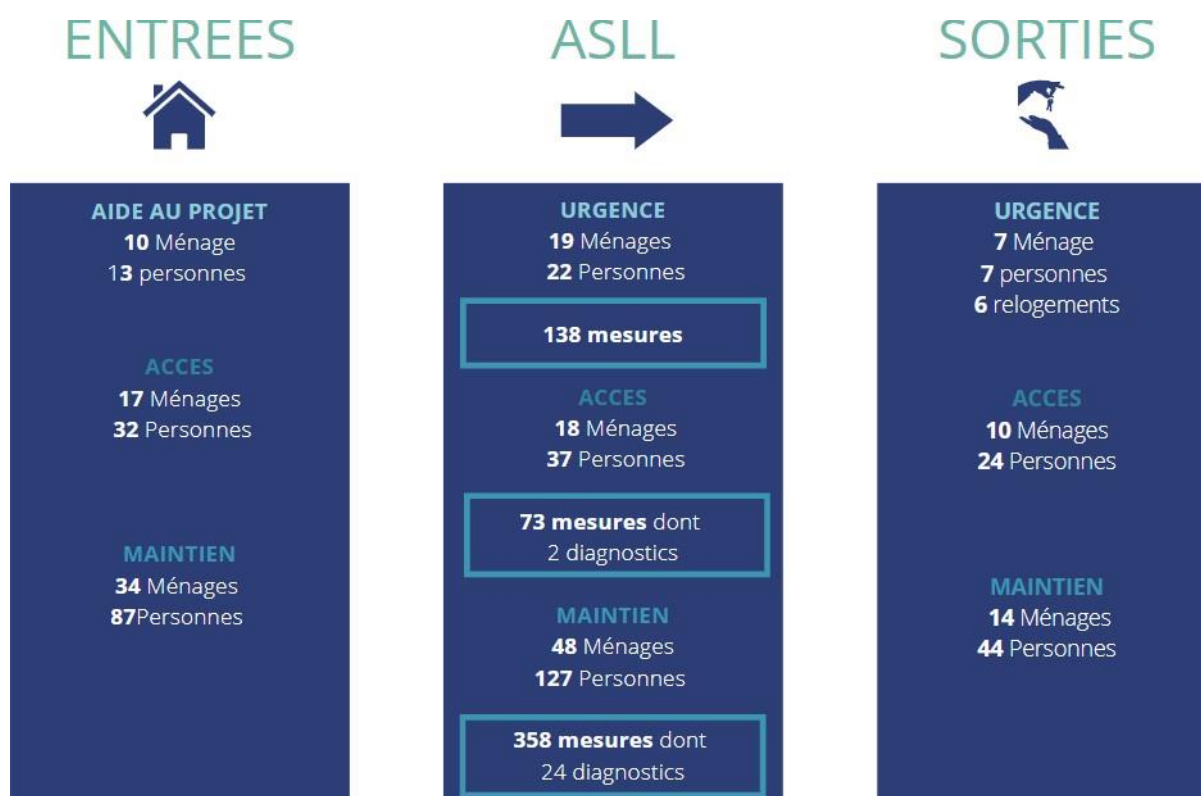 ENTREES
AIDE AU PROJET
10 Ménage
13 personnes
ACCES
17 Ménages
32 Personnes
MAINTIEN
34 Ménages
87Personnes
ASLL
URGENCE
19 Ménages
22 Personnes
138 mesures
ACCES
18 Ménages
37 Personnes
73 mesures dont
2 diagnostics
MAINTIEN
48 Ménages
127 Personnes
358 mesures dont
24 diagnostics
SORTIES
URGENCE
7 Ménage
7 personnes
6 relogements
ACCES
10 Ménages
24 Personnes
MAINTIEN
14 Ménages
44 Personnes